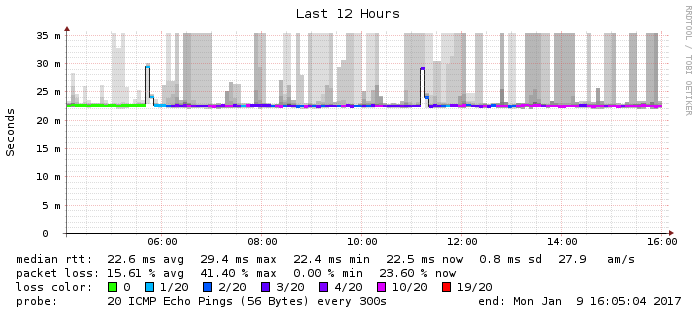 Last 12 Hours
RRDTOOL / TOBI OETIKER
Seconds
35 m
30 m
25 m
20 m
15 m
10 m
5 m
0
06:00 08:00 10:00 12:00 14:00 16:00
median rtt: 22.6 ms avg 29.4 ms max 22.4 ms min 22.5 ms now 0.8 ms sd 27.9 am/s
packet loss: 15.61 % avg 41.40 % max 0.00 % min 23.60 % now
loss color: 0 1/20 2/20 3/20 4/20 10/20 19/20
probe: 20 ICMP Echo Pings (56 Bytes) every 300s end: Mon Jan 9 16:05:04 2017